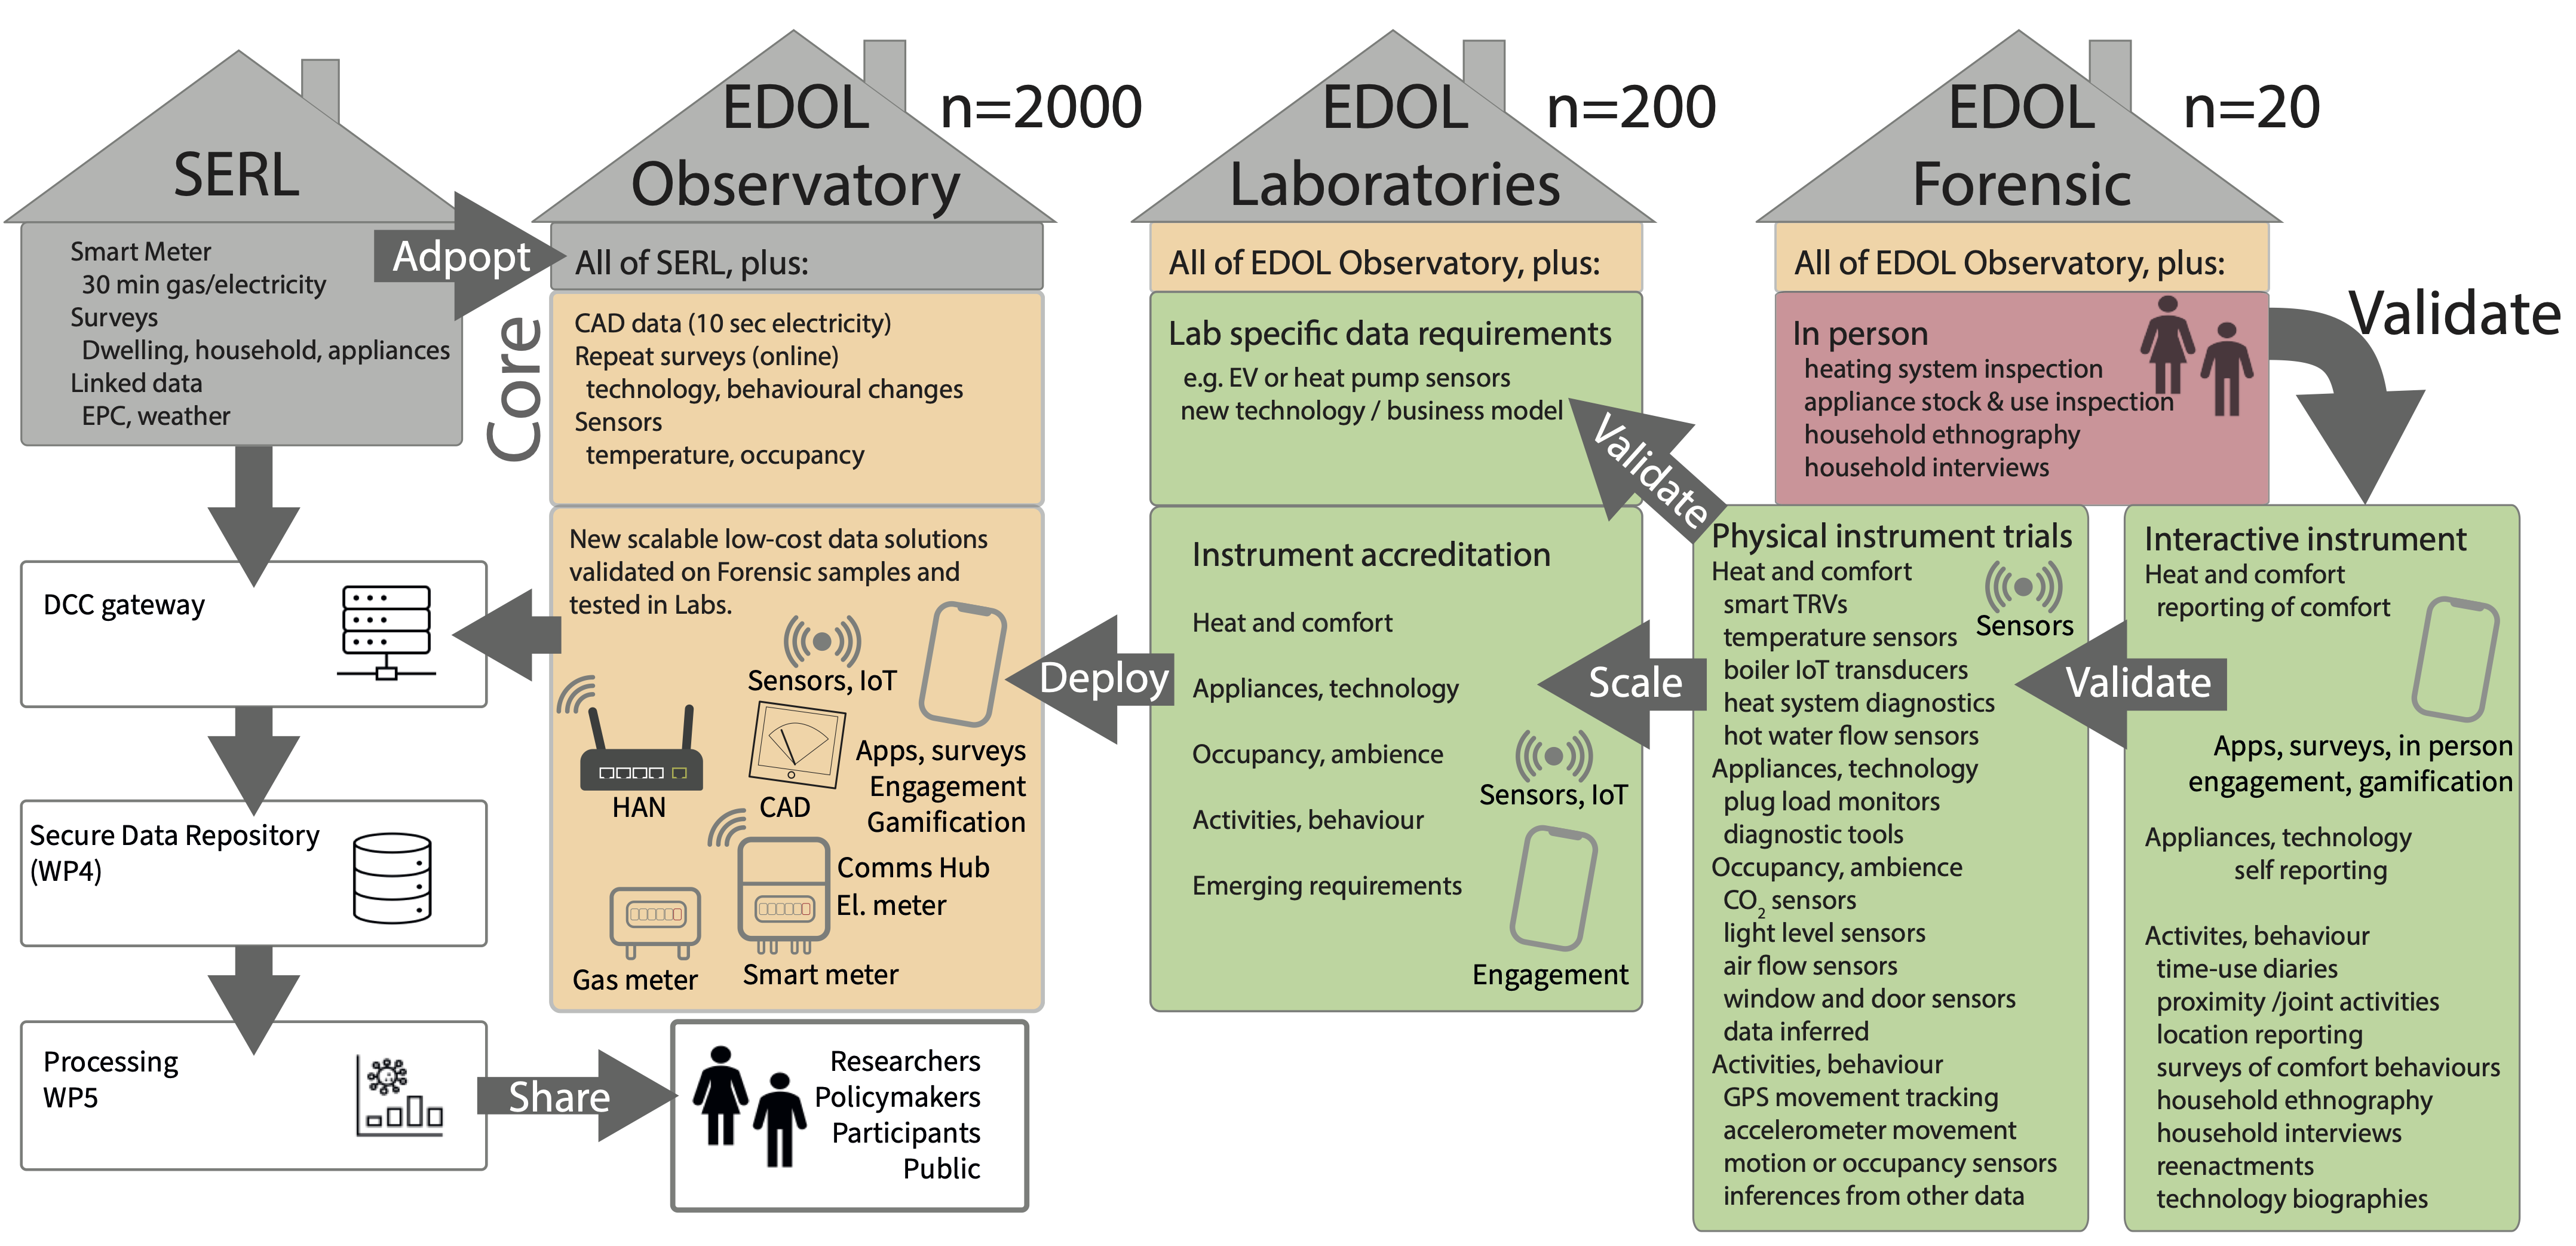 SERL
Smart Meter
30 min gas/electricity
Surveys
Dwelling, household, appliances
Linked data
EPC, weather
Adpopt
DCC gateway
Secure Data Repository
(WP4)
Processing
WP5
Share
EDOL
Observatory
n=2000
All of SERL, plus:
Core
CAD data (10 sec electricity)
Repeat surveys (online)
technology, behavioural changes
Sensors
temperature, occupancy
New scalable low-cost data solutions
validated on Forensic samples and
tested in Labs.
Sensors, IoT
HAN
CAD
Apps, surveys
Engagement
Gamification
Comms Hub
El. meter
Gas meter
Smart meter
Researchers
Policymakers
Participants
Public
Deploy
EDOL
Laboratories
n=200
All of EDOL Observatory, plus:
Lab specific data requirements
e.g. EV or heat pump sensors
new technology / business model
Validate
Instrument accreditation
Heat and comfort
Appliances, technology
Occupancy, ambience
Activities, behaviour
Emerging requirements
Sensors, IoT
Engagement
Scale
EDOL
Forensic
n=20
All of EDOL Observatory, plus:
In person
heating system inspection
appliance stock & use inspection
household ethnography
household interviews
Validate
Physical instrument trials
Heat and comfort
smart TRVs
temperature sensors
boiler IoT transducers
heat system diagnostics
hot water flow sensors
Appliances, technology
plug load monitors
diagnostic tools
Occupancy, ambience
CO2 sensors
light level sensors
air flow sensors
window and door sensors
data inferred
Activities, behaviour
GPS movement tracking
accelerometer movement
motion or occupancy sensors
inferences from other data
Sensors
Validate
Interactive instrument
Heat and comfort
reporting of comfort
Apps, surveys, in person
engagement, gamification
Appliances, technology
self reporting
Activites, behaviour
time-use diaries
proximity /joint activities
location reporting
surveys of comfort behaviours
household ethnography
household interviews
reenactments
technology biographies